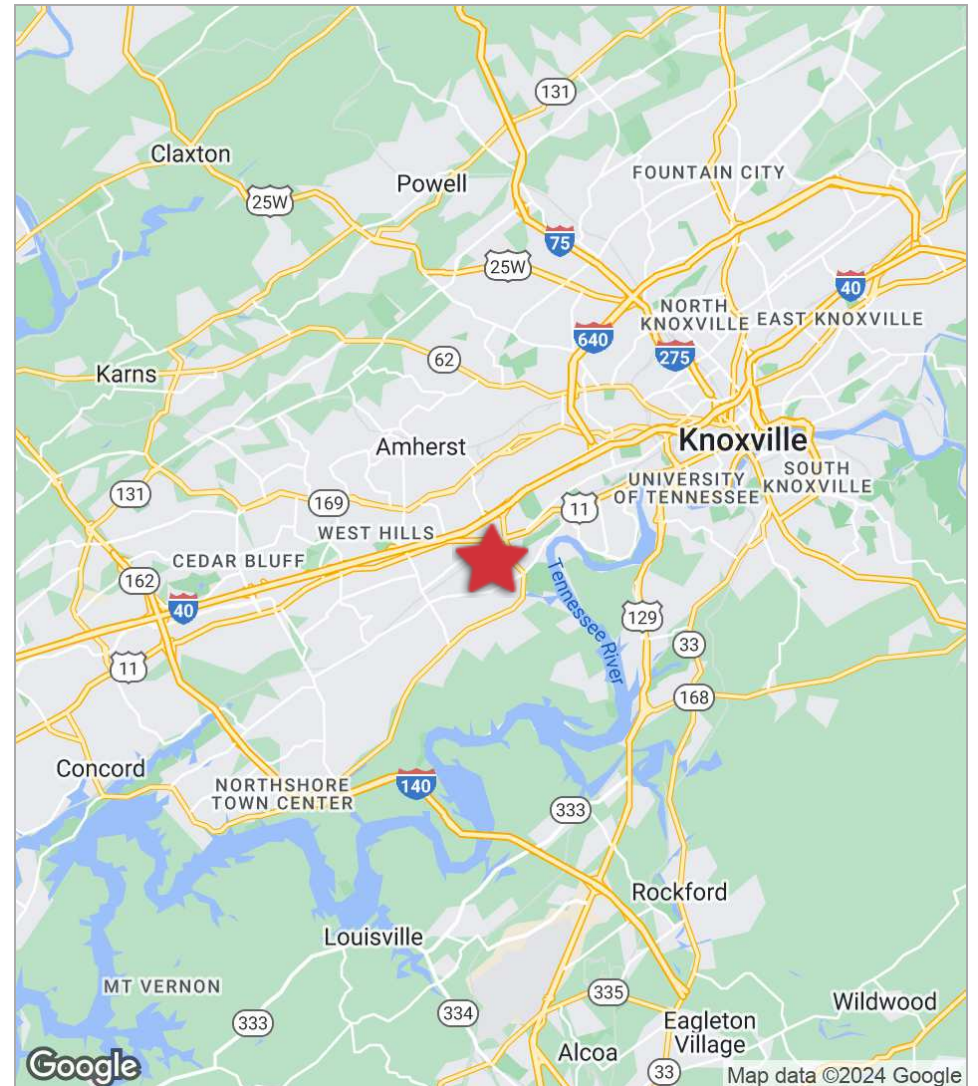 131
Claxton
FOUNTAIN CITY
Powell
25W
75
25W
40
NORTH
KNOXVILLE
EAST KNOXVILLE
640
275
62
Karns
Knoxville
Amherst
SOUTH
KNOXVILLE
UNIVERSITY
OF TENNESSEE
131
169
11
WEST HILLS
CEDAR BLUFF
162
40
Tennessee River
129
33
11
168
Concord
NORTHSHORE
TOWN CENTER
140
333
Rockford
Louisville
MT VERNON
335
Wildwood
333
334
Eagleton
Village
Alcoa
33
Google
Map data ©2024 Google